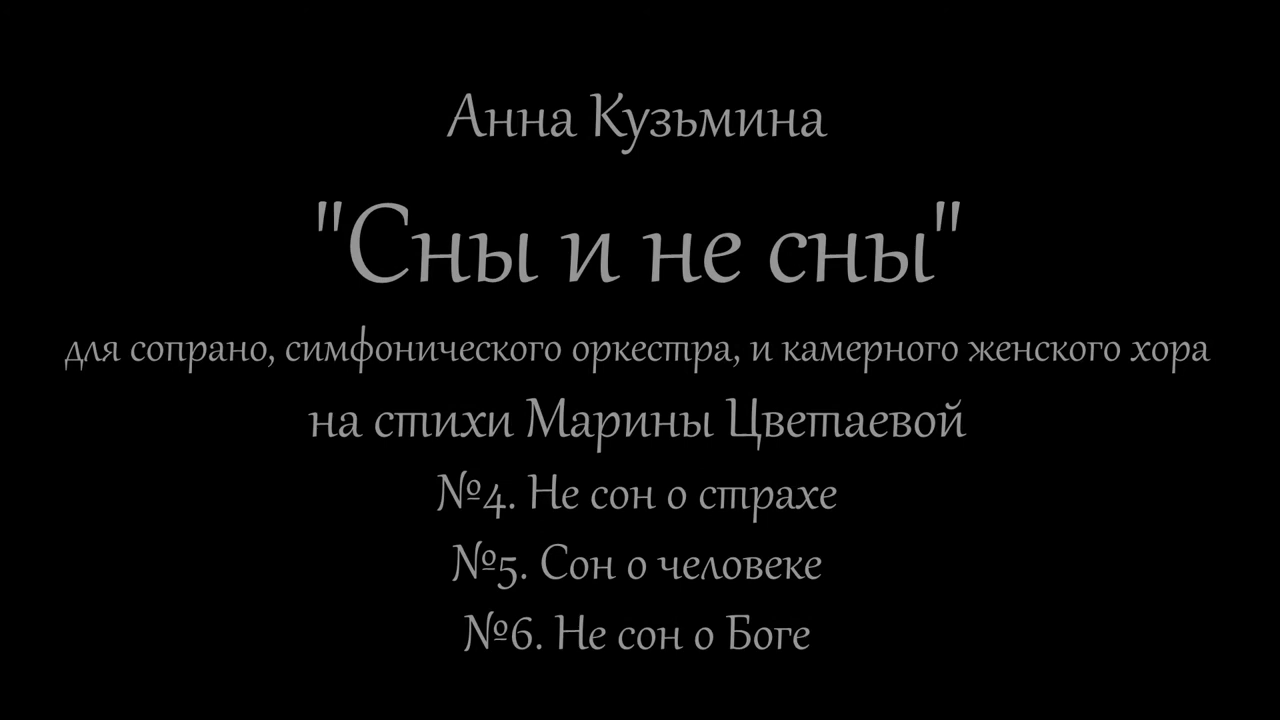 Анна Кузьмина
"Сны и не сны"
для сопрано, симфонического оркестра, и камерного женского хора
на стихи Марины Цветаевой
№4. Не сон о страхе
№5. Сон о человеке
№6. Не сон о Боге